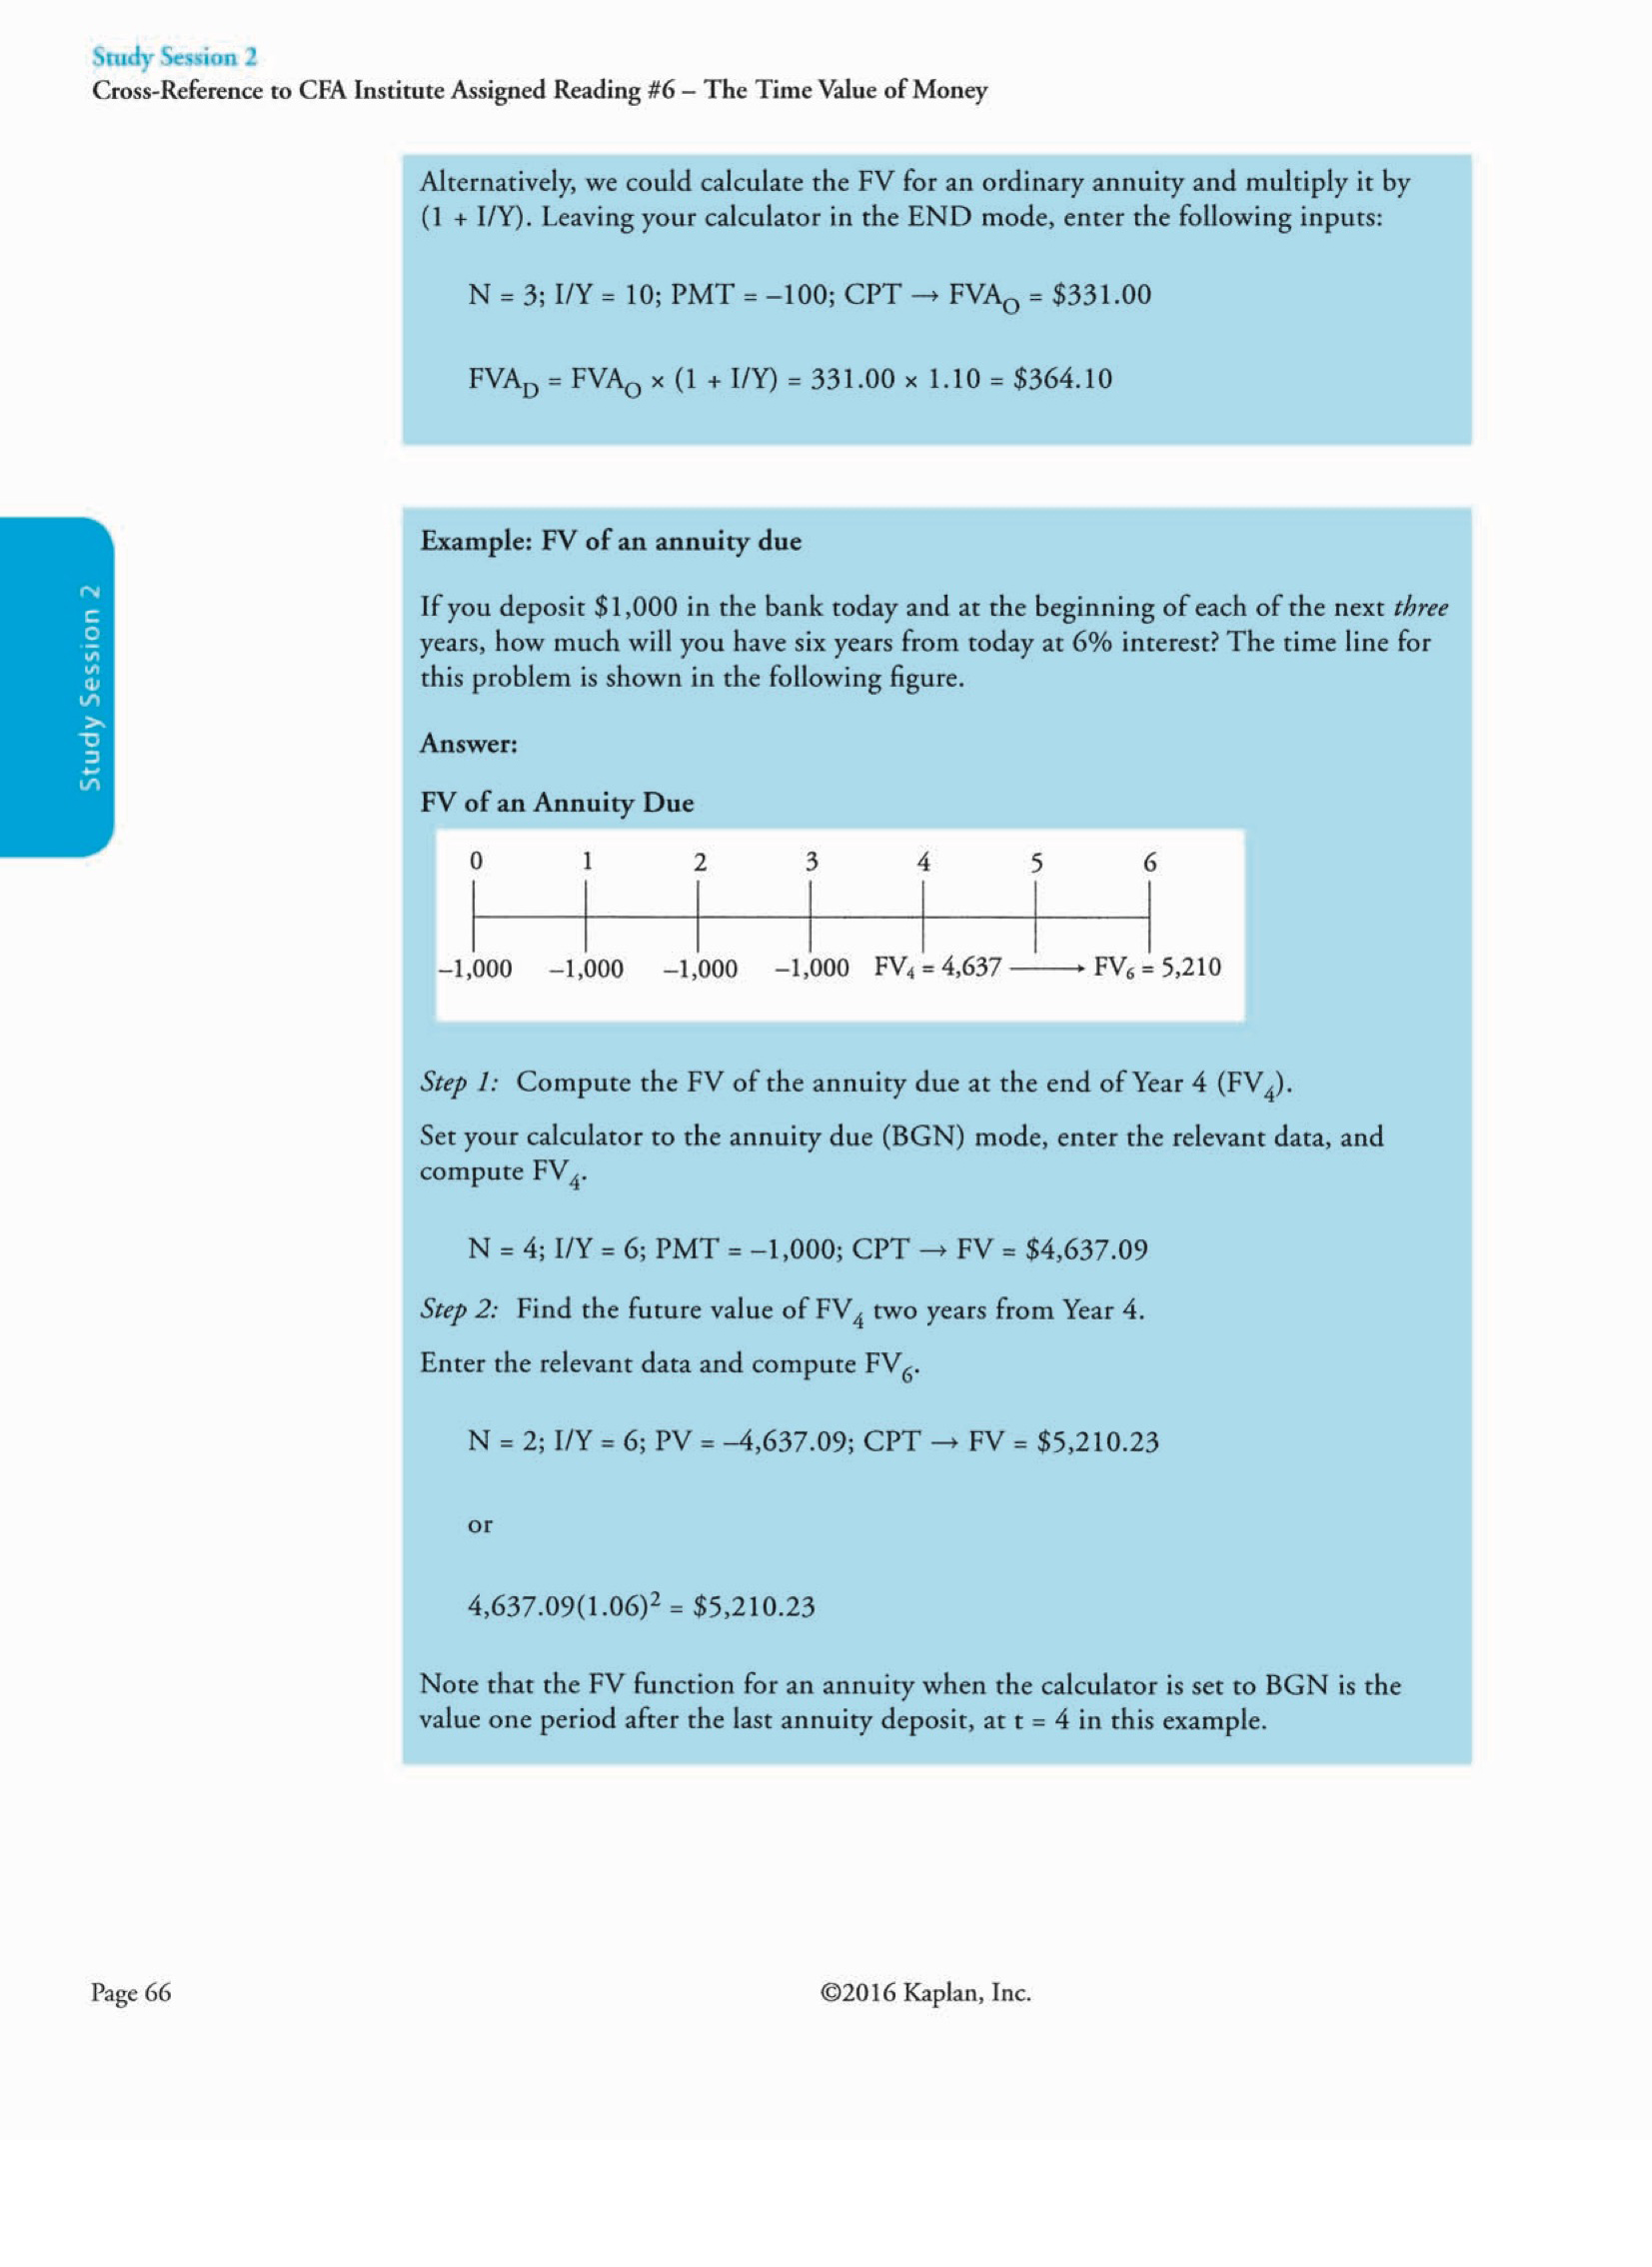 Study Session 2
Cross-Reference to CFA Institute Assigned Reading #6 – The Time Value of Money
Alternatively, we could calculate the FV for an ordinary annuity and multiply it by
(1 + I/Y). Leaving your calculator in the END mode, enter the following inputs:
N = 3; I/Y = 10; PMT = –100; CPT → FVA_O = $331.00
FVA_D = FVA_O × (1 + I/Y) = 331.00 × 1.10 = $364.10
Study Session 2
Example: FV of an annuity due
If you deposit $1,000 in the bank today and at the beginning of each of the next three
years, how much will you have six years from today at 6% interest? The time line for
this problem is shown in the following figure.
Answer:
FV of an Annuity Due
0 1 2 3 4 5 6
–1,000 –1,000 –1,000 –1,000 FV₄ = 4,637 → FV₆ = 5,210
Step 1: Compute the FV of the annuity due at the end of Year 4 (FV₄).
Set your calculator to the annuity due (BGN) mode, enter the relevant data, and
compute FV₄.
N = 4; I/Y = 6; PMT = –1,000; CPT → FV = $4,637.09
Step 2: Find the future value of FV₄ two years from Year 4.
Enter the relevant data and compute FV₆.
N = 2; I/Y = 6; PV = –4,637.09; CPT → FV = $5,210.23
or
4,637.09(1.06)² = $5,210.23
Note that the FV function for an annuity when the calculator is set to BGN is the
value one period after the last annuity deposit, at t = 4 in this example.
Page 66 ©2016 Kaplan, Inc.